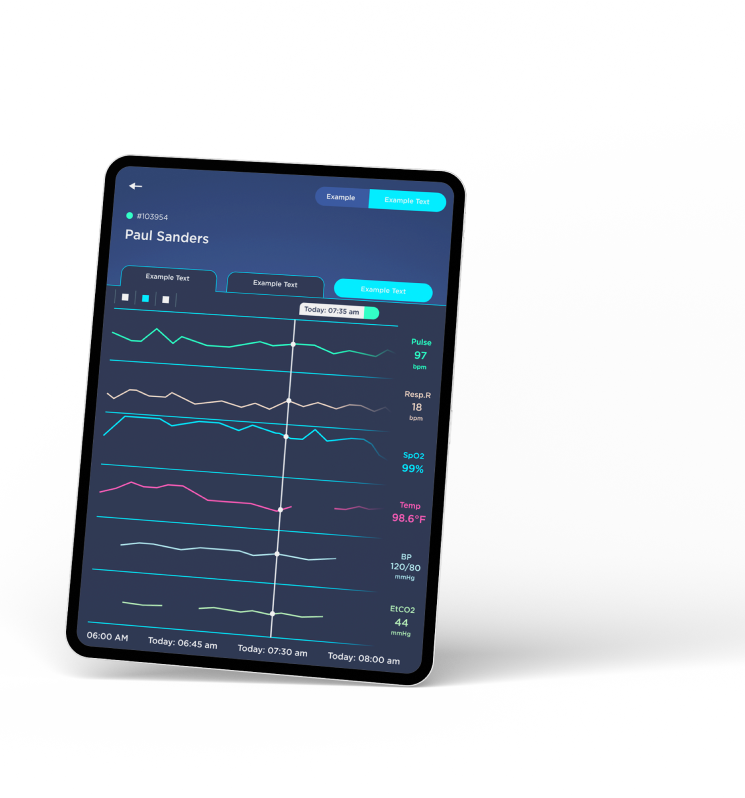 Example
Example Text
#103954
Paul Sanders
Example Text
Example Text
Example Text
Today: 07:35 am
Pulse
97
bpm
Resp.R
18
bpm
SpO2
99%
Temp
98.6°F
BP
120/80
mmHg
EtCO2
44
mmHg
06:00 AM
Today: 06:45 am
Today: 07:30 am
Today: 08:00 am